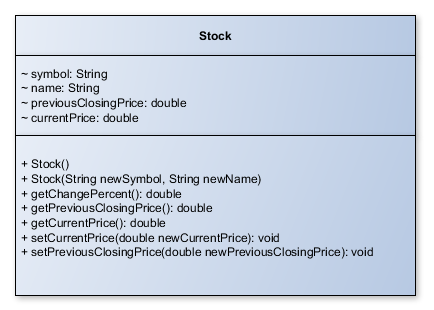 Stock
~ symbol: String
~ name: String
~ previousClosingPrice: double
~ currentPrice: double
+ Stock()
+ Stock(String newSymbol, String newName)
+ getChangePercent(): double
+ getPreviousClosingPrice(): double
+ getCurrentPrice(): double
+ setCurrentPrice(double newCurrentPrice): void
+ setPreviousClosingPrice(double newPreviousClosingPrice): void